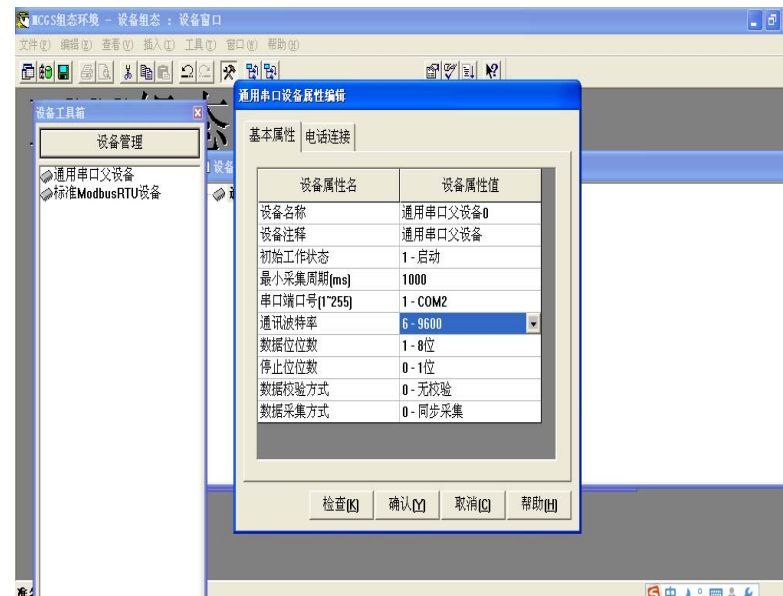 MCGS组态环境 - 设备组态 : 设备窗口
文件(F) 编辑(E) 查看(V) 插入(I) 工具(T) 窗口(W) 帮助(H)
设备工具箱
设备管理
通用串口父设备
标准ModbusRTU设备
态
设备
通用串口设备属性编辑
基本属性 电话连接
设备属性名 设备属性值
设备名称 通用串口父设备0
设备注释 通用串口父设备
初始工作状态 1 - 启动
最小采集周期(ms) 1000
串口端口号(1~255) 1 - COM2
通讯波特率 6 - 9600
数据位位数 1 - 8位
停止位位数 0 - 1位
数据校验方式 0 - 无校验
数据采集方式 0 - 同步采集
检查(K) 确认(Y) 取消(C) 帮助(H)
中